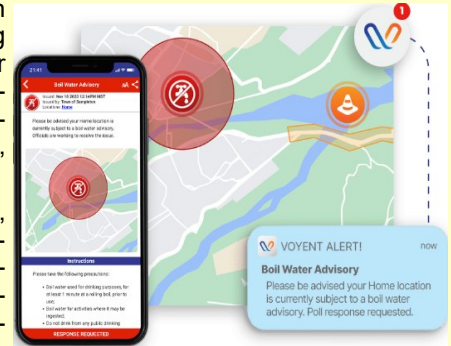 1
21:41
Boil Water Advisory
AA
Issued by: Town of
Location: Home
Please be advised your Home location is
currently subject to a boil water advisory.
Officials are working to resolve the issue.
Instructions
Please take the following precautions:
• Boil water used for drinking purposes, for
at least 1 minute at a rolling boil, prior to
use;
• Boil water for activities where it may be
ingested;
• Do not drink from any public drinking
RESPONSE REQUESTED
VOYENT ALERT!
now
Boil Water Advisory
Please be advised your Home location
is currently subject to a boil water
advisory. Poll response requested.